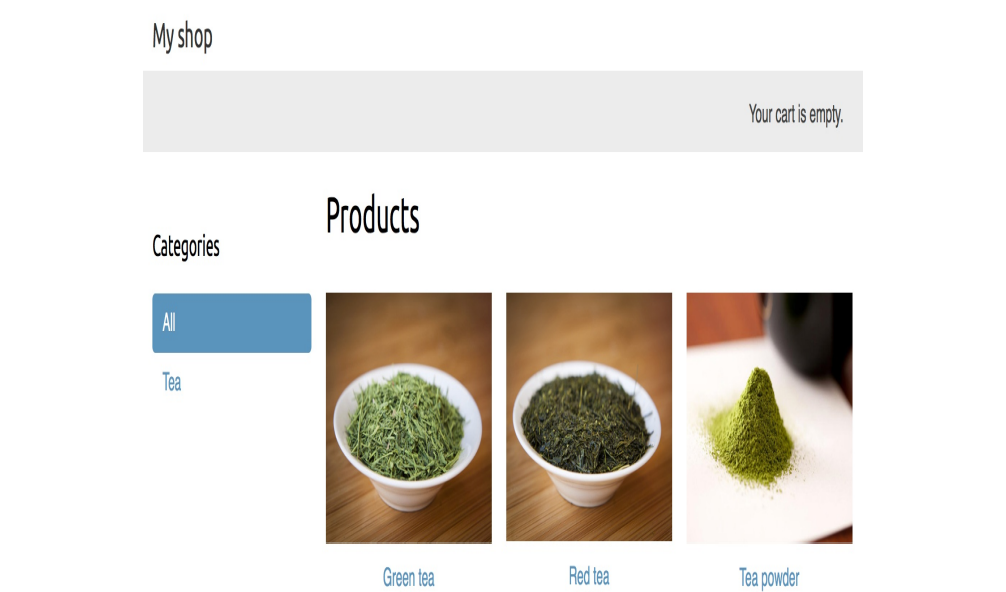 My shop
Your cart is empty.
Products
Categories
All
Tea
Green tea
Red tea
Tea powder